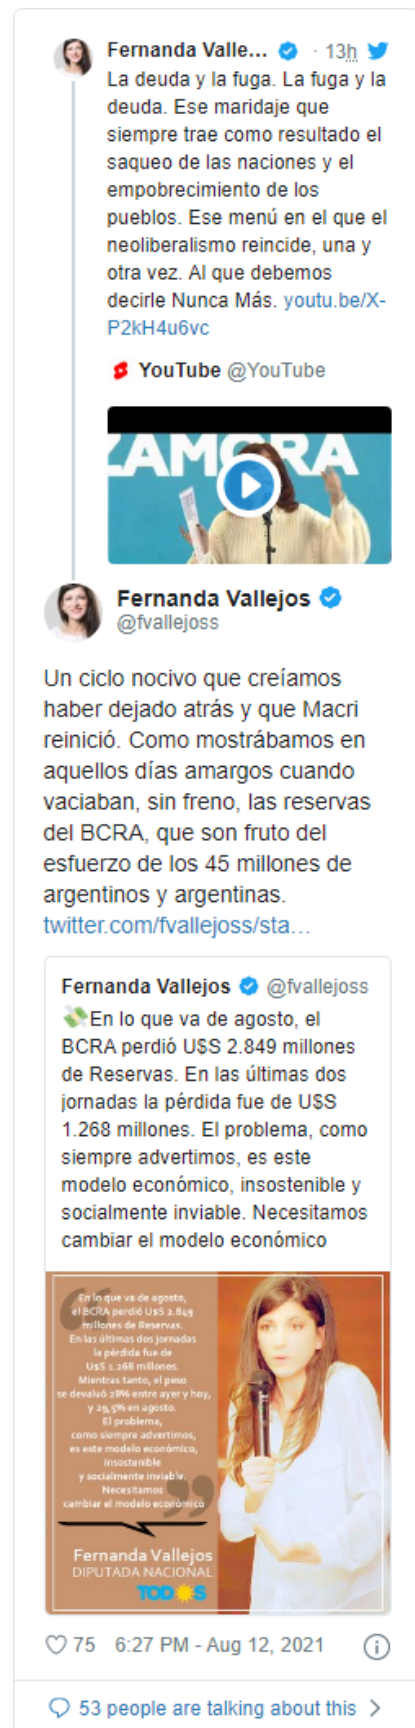 Fernanda Valle... · 13h
La deuda y la fuga. La fuga y la
deuda. Ese maridaje que
siempre trae como resultado el
saqueo de las naciones y el
empobrecimiento de los
pueblos. Ese menú en el que el
neoliberalismo reincide, una y
otra vez. Al que debemos
decirle Nunca Más. youtu.be/X-
P2kH4u6vc
YouTube @YouTube
ZAMORA
Fernanda Vallejos
@fvallejoss
Un ciclo nocivo que creíamos
haber dejado atrás y que Macri
reinició. Como mostrábamos en
aquellos días amargos cuando
vaciaban, sin freno, las reservas
del BCRA, que son fruto del
esfuerzo de los 45 millones de
argentinos y argentinas.
twitter.com/fvallejoss/sta...
Fernanda Vallejos @fvallejoss
💸En lo que va de agosto, el
BCRA perdió U$S 2.849 millones
de Reservas. En las últimas dos
jornadas la pérdida fue de U$S
1.268 millones. El problema, como
siempre advertimos, es este
modelo económico, insostenible y
socialmente inviable. Necesitamos
cambiar el modelo económico
En lo que va de agosto,
el BCRA perdió U$S 2.849
millones de Reservas.
En las últimas dos jornadas
la pérdida fue de
U$S 1.268 millones.
Mientras tanto, el peso
se devaluó 28% entre ayer y hoy,
y 29,5% en agosto.
El problema,
como siempre advertimos,
es este modelo económico,
insostenible
y socialmente inviable.
Necesitamos
cambiar el modelo económico
Fernanda Vallejos
DIPUTADA NACIONAL
TODOS
75 6:27 PM - Aug 12, 2021
53 people are talking about this